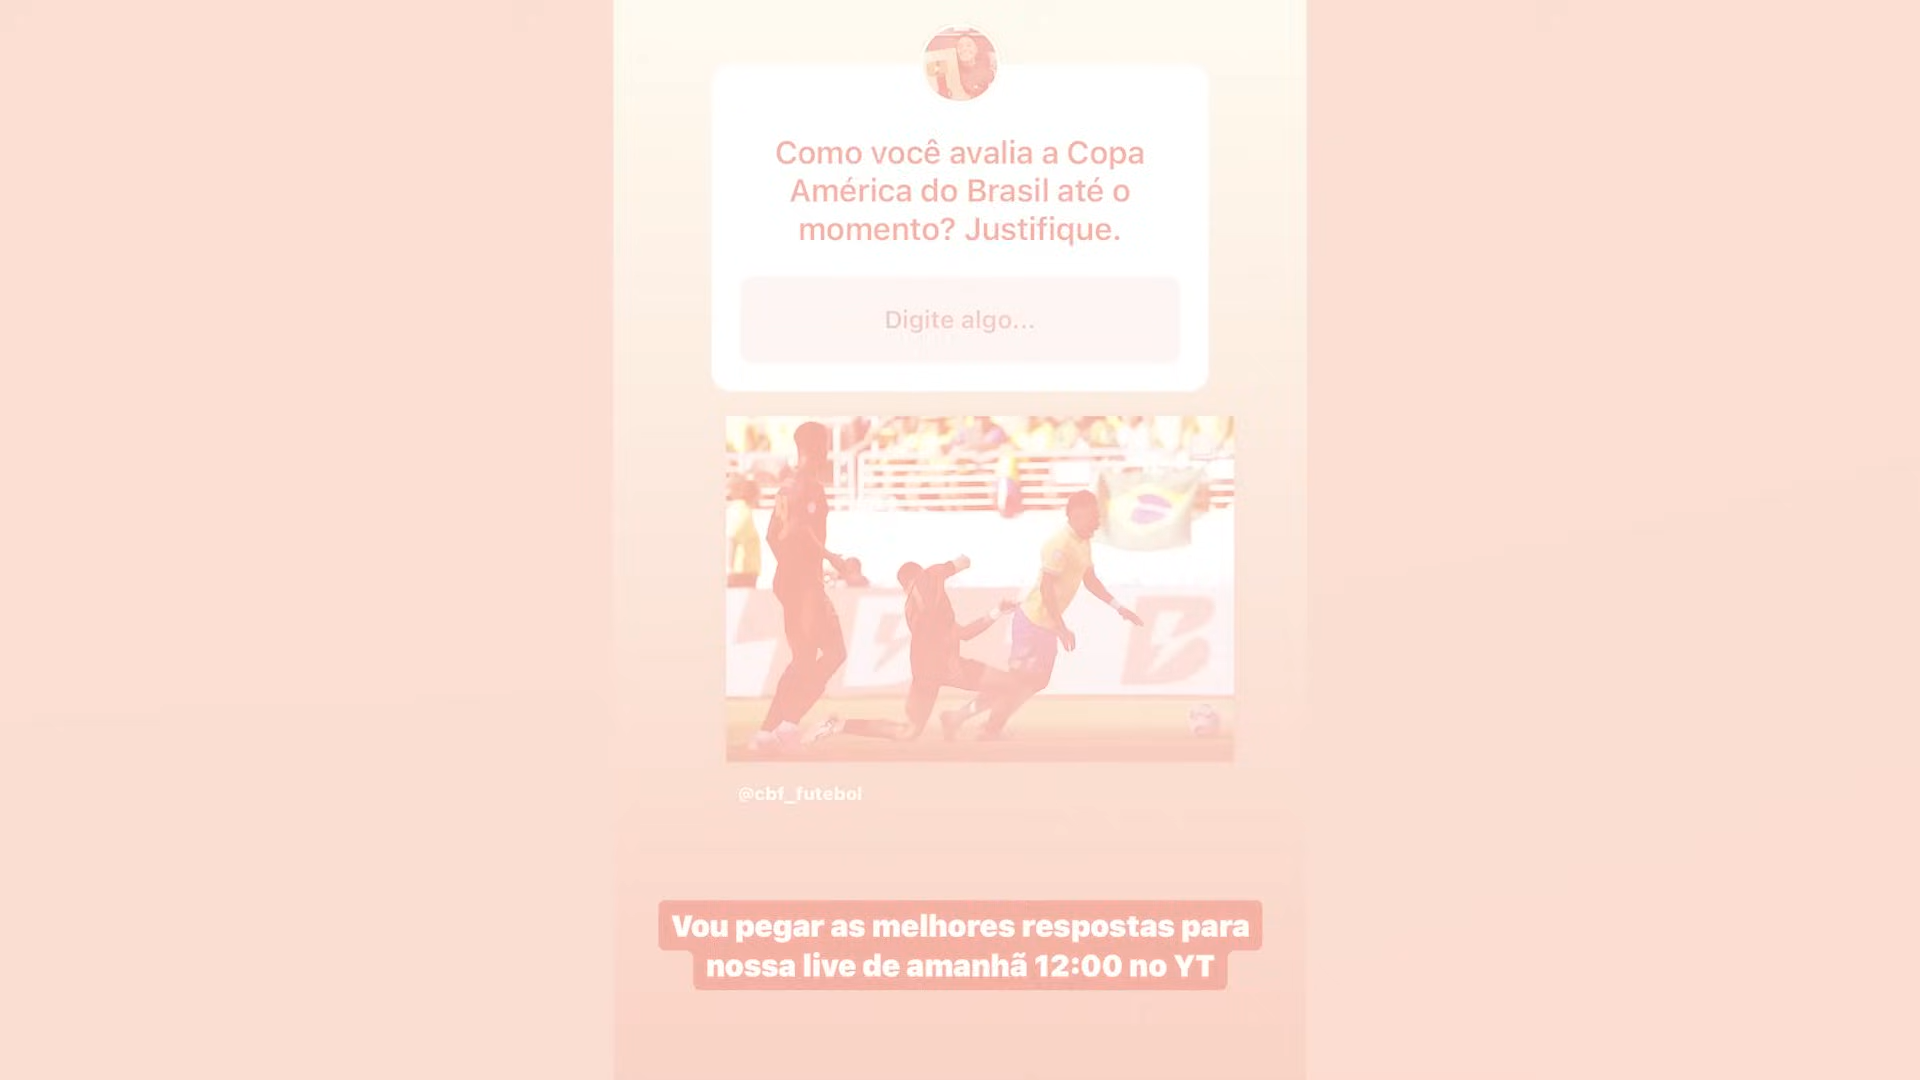 Como você avalia a Copa
América do Brasil até o
momento? Justifique.
Digite algo...
@cbf_futebol
Vou pegar as melhores respostas para
nossa live de amanhã 12:00 no YT